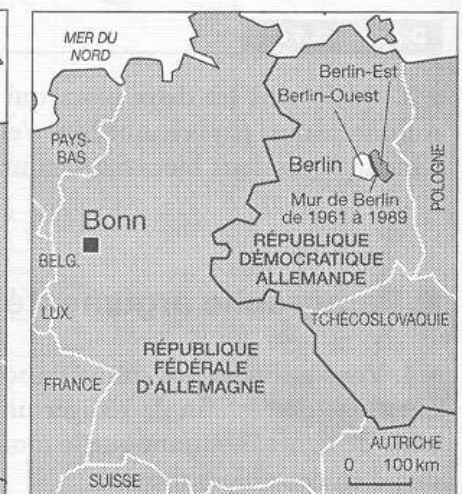 MER DU
NORD
Berlin-Est
Berlin-Ouest
PAYS-
BAS
Berlin
POLOGNE
Mur de Berlin
de 1961 à 1989
Bonn
RÉPUBLIQUE
DÉMOCRATIQUE
ALLEMANDE
BELG.
LUX.
TCHÉCOSLOVAQUIE
RÉPUBLIQUE
FÉDÉRALE
D'ALLEMAGNE
FRANCE
AUTRICHE
0 100 km
SUISSE